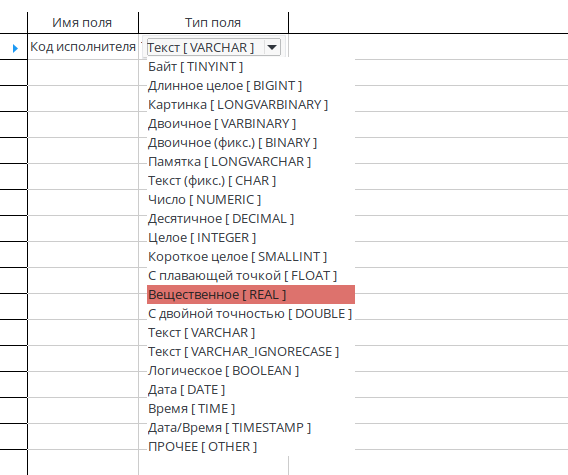 Имя поля Тип поля
Код исполнителя Текст [ VARCHAR ]
Байт [ TINYINT ]
Длинное целое [ BIGINT ]
Картинка [ LONGVARBINARY ]
Двоичное [ VARBINARY ]
Двоичное (фикс.) [ BINARY ]
Памятка [ LONGVARCHAR ]
Текст (фикс.) [ CHAR ]
Число [ NUMERIC ]
Десятичное [ DECIMAL ]
Целое [ INTEGER ]
Короткое целое [ SMALLINT ]
С плавающей точкой [ FLOAT ]
Вещественное [ REAL ]
С двойной точностью [ DOUBLE ]
Текст [ VARCHAR ]
Текст [ VARCHAR_IGNORECASE ]
Логическое [ BOOLEAN ]
Дата [ DATE ]
Время [ TIME ]
Дата/Время [ TIMESTAMP ]
ПРОЧЕЕ [ OTHER ]